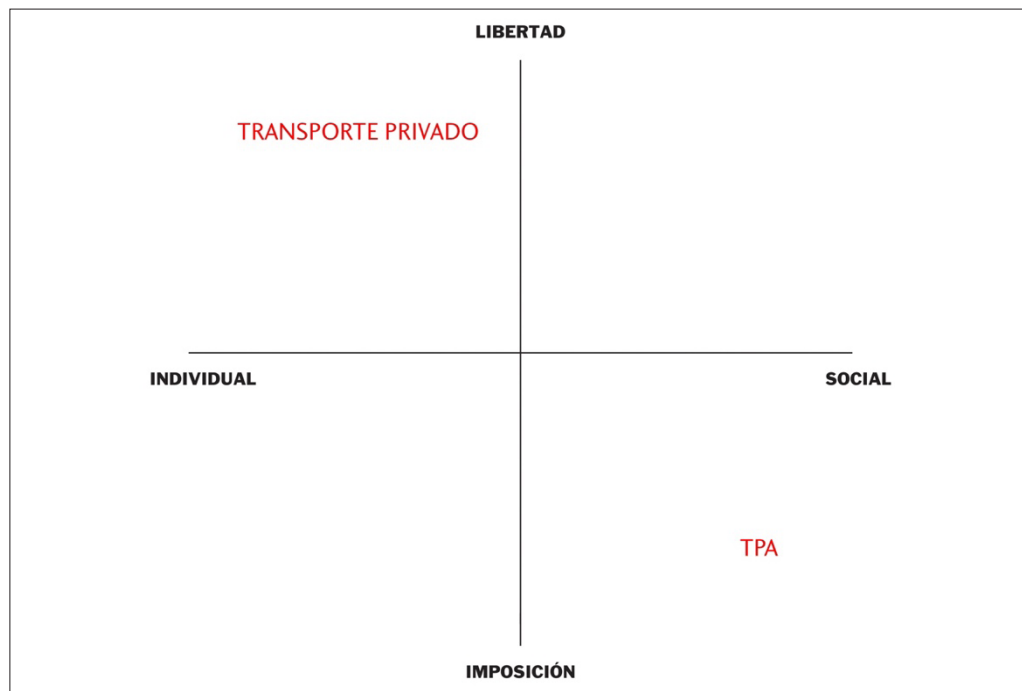 LIBERTAD
TRANSPORTE PRIVADO
INDIVIDUAL
SOCIAL
TPA
IMPOSICIÓN